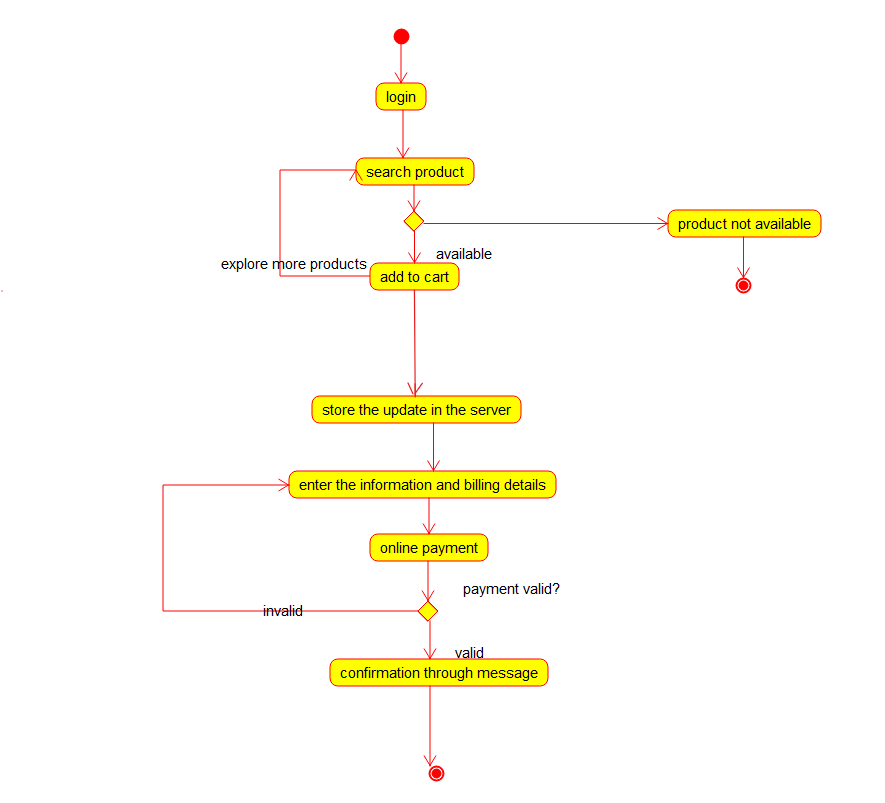 login
search product
product not available
available
explore more products
add to cart
store the update in the server
enter the information and billing details
online payment
payment valid?
invalid
valid
confirmation through message